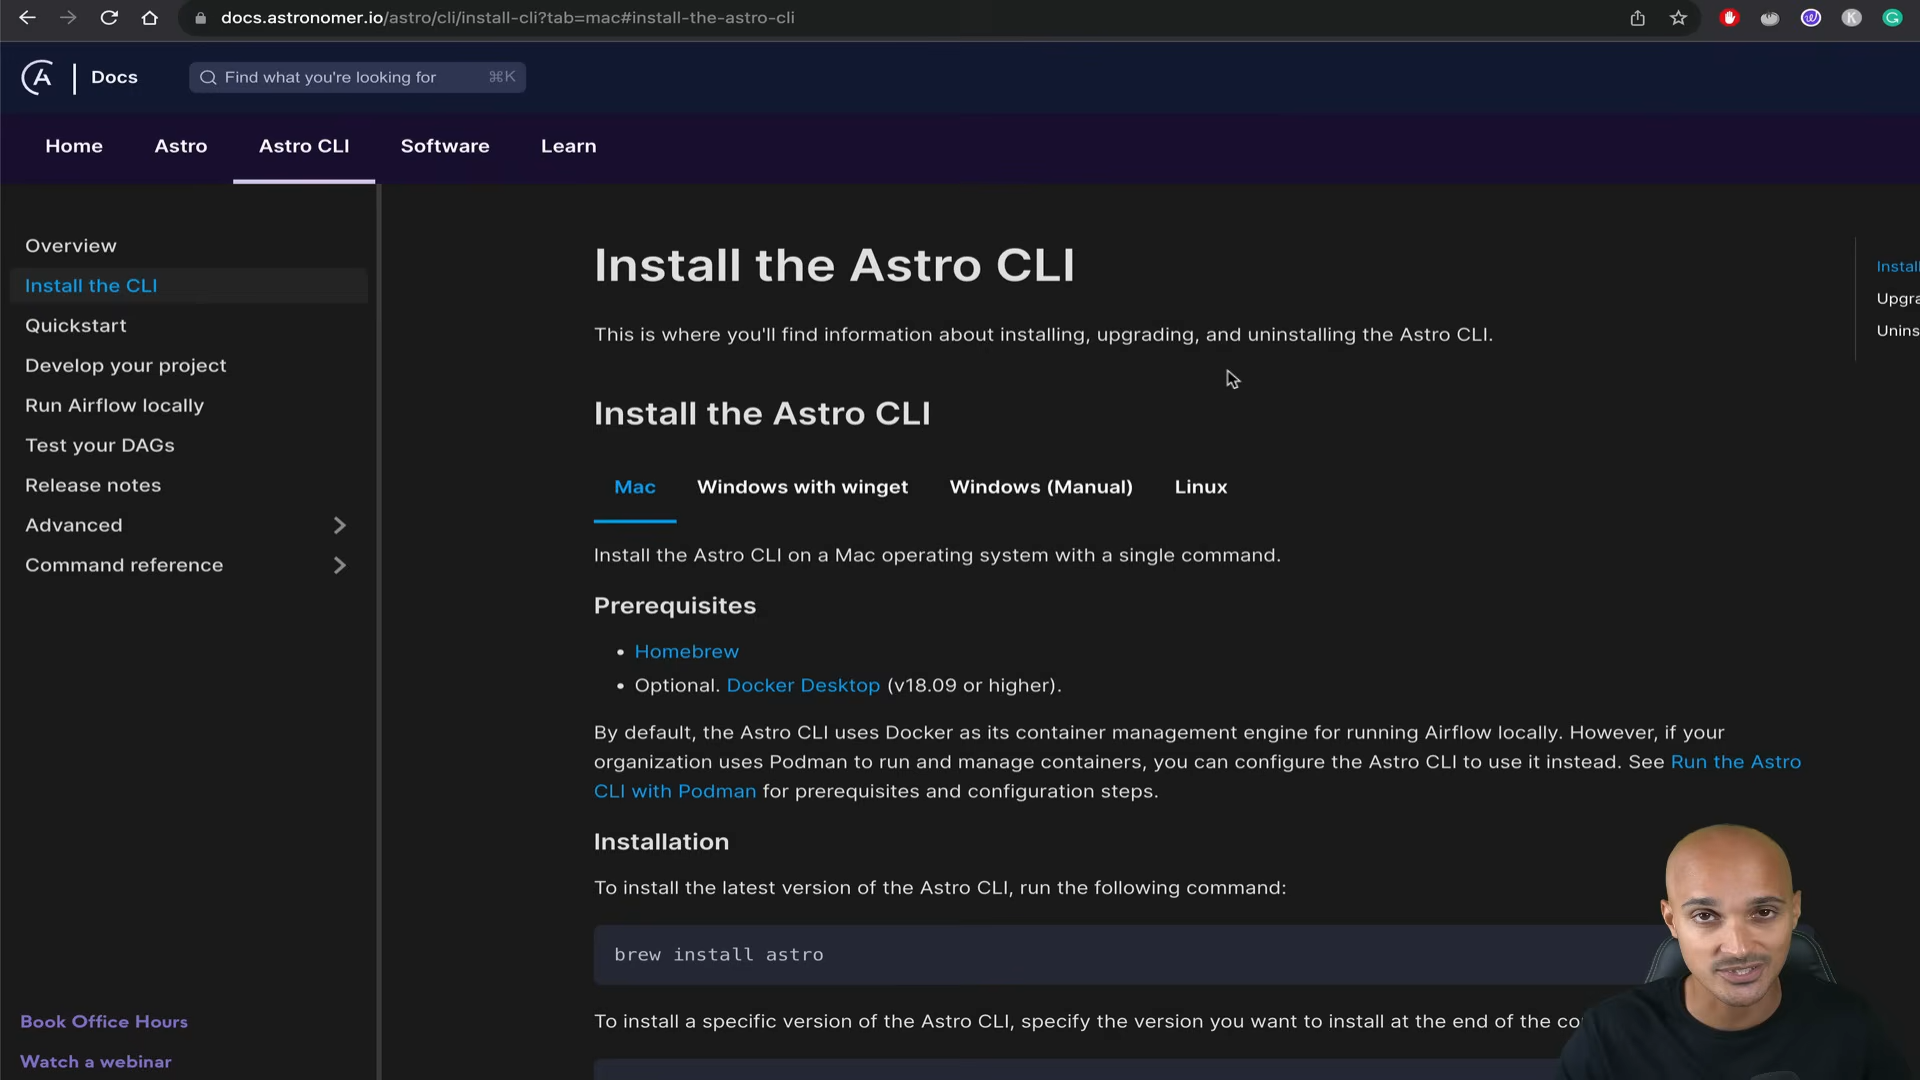 docs.astronomer.io/astro/cli/install-cli?tab=mac#install-the-astro-cli
Docs
Find what you're looking for ⌘K
Home
Astro
Astro CLI
Software
Learn
Overview
Install the CLI
Quickstart
Develop your project
Run Airflow locally
Test your DAGs
Release notes
Advanced
Command reference
Book Office Hours
Watch a webinar
Install the Astro CLI
This is where you'll find information about installing, upgrading, and uninstalling the Astro CLI.
Install the Astro CLI
Mac
Windows with winget
Windows (Manual)
Linux
Install the Astro CLI on a Mac operating system with a single command.
Prerequisites
• Homebrew
• Optional. Docker Desktop (v18.09 or higher).
By default, the Astro CLI uses Docker as its container management engine for running Airflow locally. However, if your
organization uses Podman to run and manage containers, you can configure the Astro CLI to use it instead. See Run the Astro
CLI with Podman for prerequisites and configuration steps.
Installation
To install the latest version of the Astro CLI, run the following command:
brew install astro
To install a specific version of the Astro CLI, specify the version you want to install at the end of the co
Install
Upgra
Unins